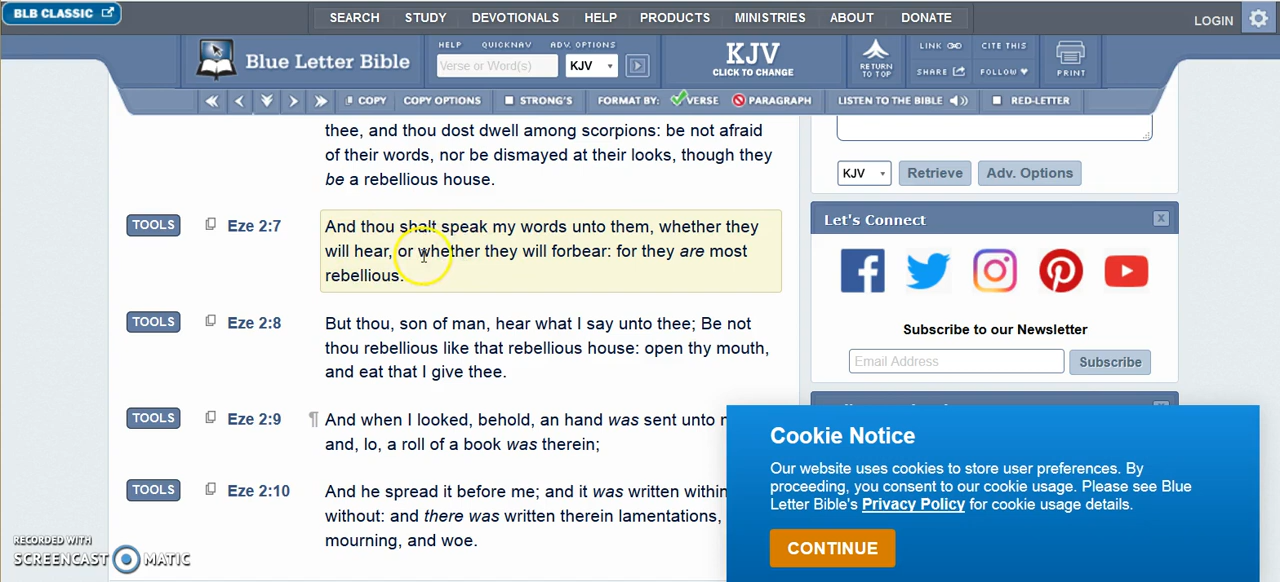 BLB CLASSIC
SEARCH STUDY DEVOTIONALS HELP PRODUCTS MINISTRIES ABOUT DONATE
LOGIN
Blue Letter Bible
HELP QUICKNAV ADV. OPTIONS
Verse or Word(s) KJV
KJV
CLICK TO CHANGE
RETURN
TO TOP
LINK CITE THIS
SHARE FOLLOW
PRINT
COPY COPY OPTIONS STRONG'S FORMAT BY: VERSE PARAGRAPH LISTEN TO THE BIBLE RED-LETTER
thee, and thou dost dwell among scorpions: be not afraid
of their words, nor be dismayed at their looks, though they
be a rebellious house.
TOOLS Eze 2:7 And thou shalt speak my words unto them, whether they
will hear, or whether they will forbear: for they are most
rebellious.
TOOLS Eze 2:8 But thou, son of man, hear what I say unto thee; Be not
thou rebellious like that rebellious house: open thy mouth,
and eat that I give thee.
TOOLS Eze 2:9 ¶ And when I looked, behold, an hand was sent unto
and, lo, a roll of a book was therein;
TOOLS Eze 2:10 And he spread it before me; and it was written within
without: and there was written therein lamentations,
mourning, and woe.
KJV Retrieve Adv. Options
Let's Connect X
Subscribe to our Newsletter
Email Address Subscribe
Cookie Notice
Our website uses cookies to store user preferences. By
proceeding, you consent to our cookie usage. Please see Blue
Letter Bible's Privacy Policy for cookie usage details.
CONTINUE
RECORDED WITH
SCREENCAST MATIC